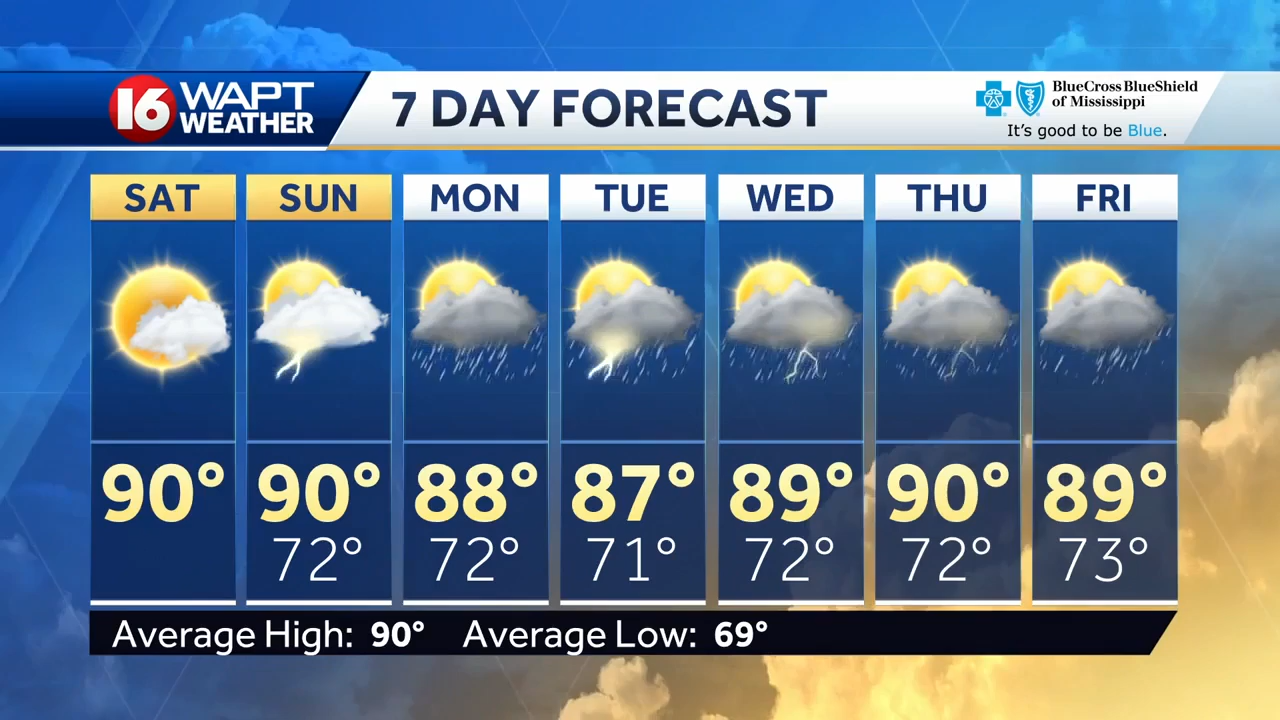 16 WAPT
WEATHER
7 DAY FORECAST
BlueCross BlueShield
of Mississippi
It's good to be Blue.
SAT SUN MON TUE WED THU FRI
90° 90° 88° 87° 89° 90° 89°
72° 72° 71° 72° 72° 73°
Average High: 90° Average Low: 69°